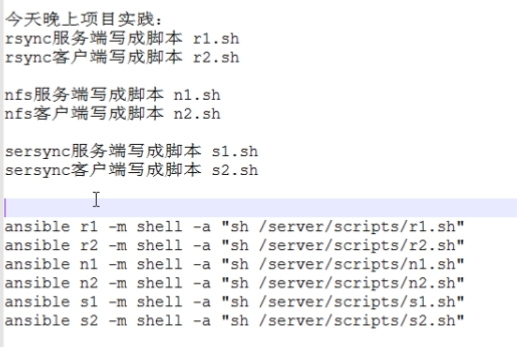 今天晚上项目实践:
rsync服务端写成脚本 r1.sh
rsync客户端写成脚本 r2.sh
nfs服务端写成脚本 n1.sh
nfs客户端写成脚本 n2.sh
sersync服务端写成脚本 s1.sh
sersync客户端写成脚本 s2.sh
ansible r1 -m shell -a "sh /server/scripts/r1.sh"
ansible r2 -m shell -a "sh /server/scripts/r2.sh"
ansible n1 -m shell -a "sh /server/scripts/n1.sh"
ansible n2 -m shell -a "sh /server/scripts/n2.sh"
ansible s1 -m shell -a "sh /server/scripts/s1.sh"
ansible s2 -m shell -a "sh /server/scripts/s2.sh"